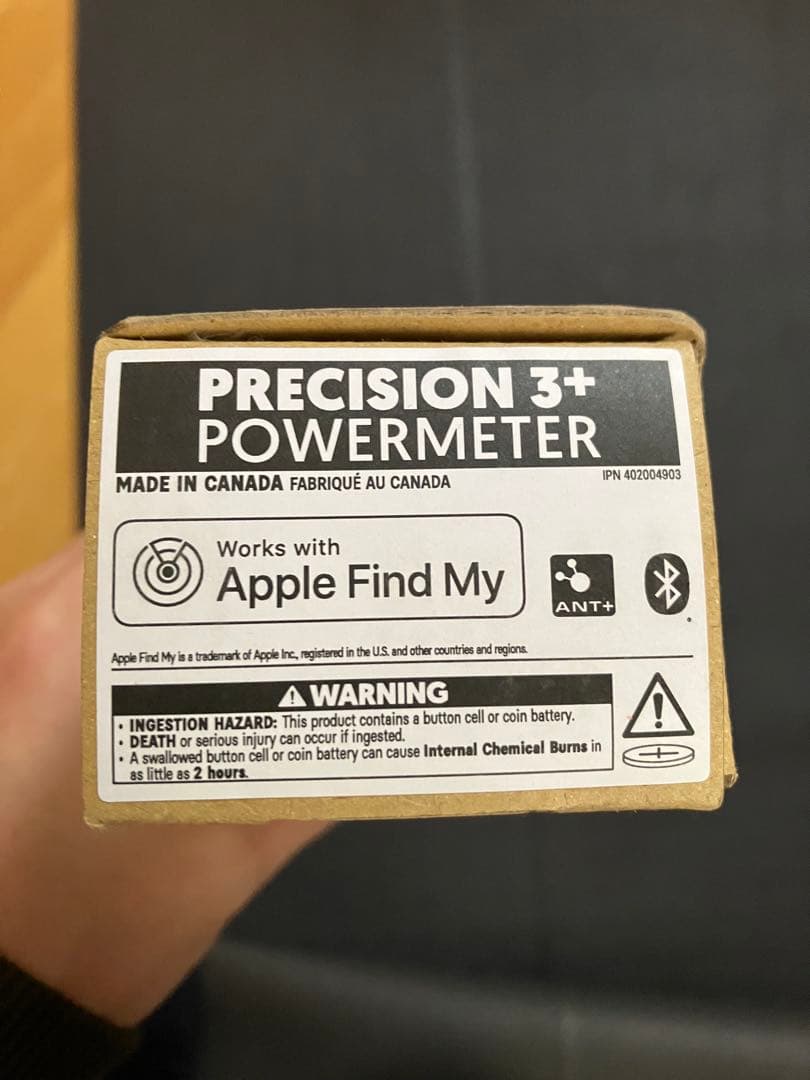 PRECISION 3+
POWERMETER
MADE IN CANADA FABRIQUÉ AU CANADA
IPN 402004903
Works with
Apple Find My
ANT+
Apple Find My is a trademark of Apple Inc., registered in the U.S. and other countries and regions.
WARNING
• INGESTION HAZARD: This product contains a button cell or coin battery.
• DEATH or serious injury can occur if ingested.
• A swallowed button cell or coin battery can cause Internal Chemical Burns in
as little as 2 hours.